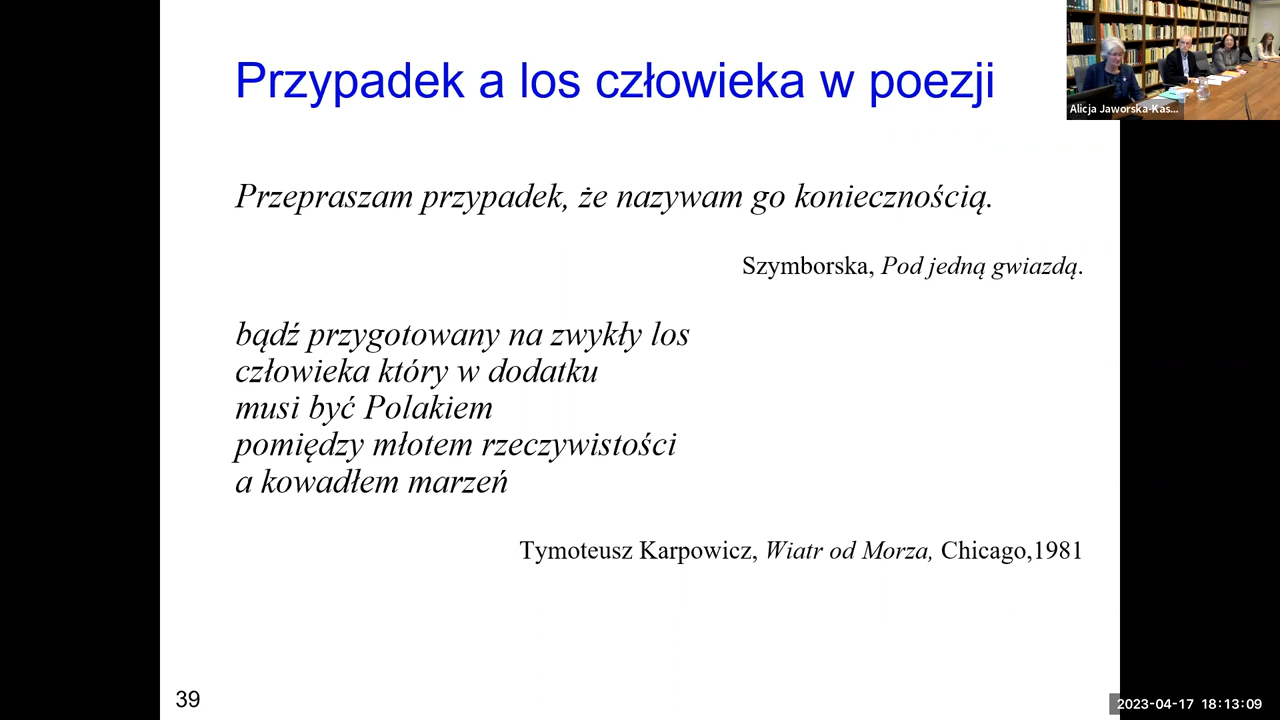 Przypadek a los człowieka w poezji
Alicja Jaworska-Kas...
Przepraszam przypadek, że nazywam go koniecznością.
Szymborska, Pod jedną gwiazdą.
bądź przygotowany na zwykły los
człowieka który w dodatku
musi być Polakiem
pomiędzy młotem rzeczywistości
a kowadłem marzeń
Tymoteusz Karpowicz, Wiatr od Morza, Chicago,1981
39
2023-04-17 18:13:09